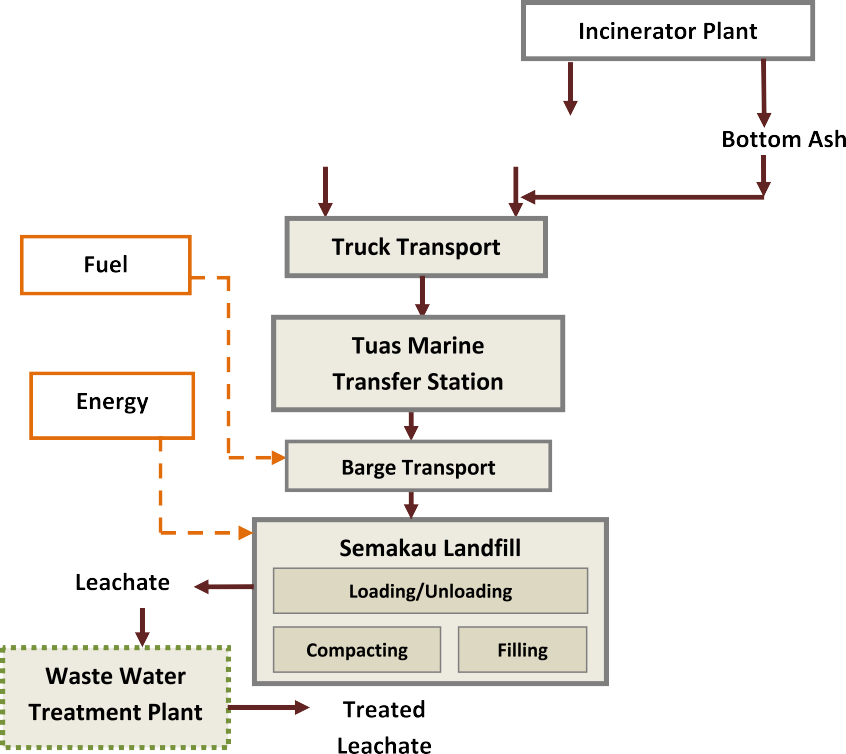 Incinerator Plant
Bottom Ash
Truck Transport
Fuel
Tuas Marine
Transfer Station
Energy
Barge Transport
Semakau Landfill
Loading/Unloading
Leachate
Compacting
Filling
Waste Water
Treatment Plant
Treated
Leachate